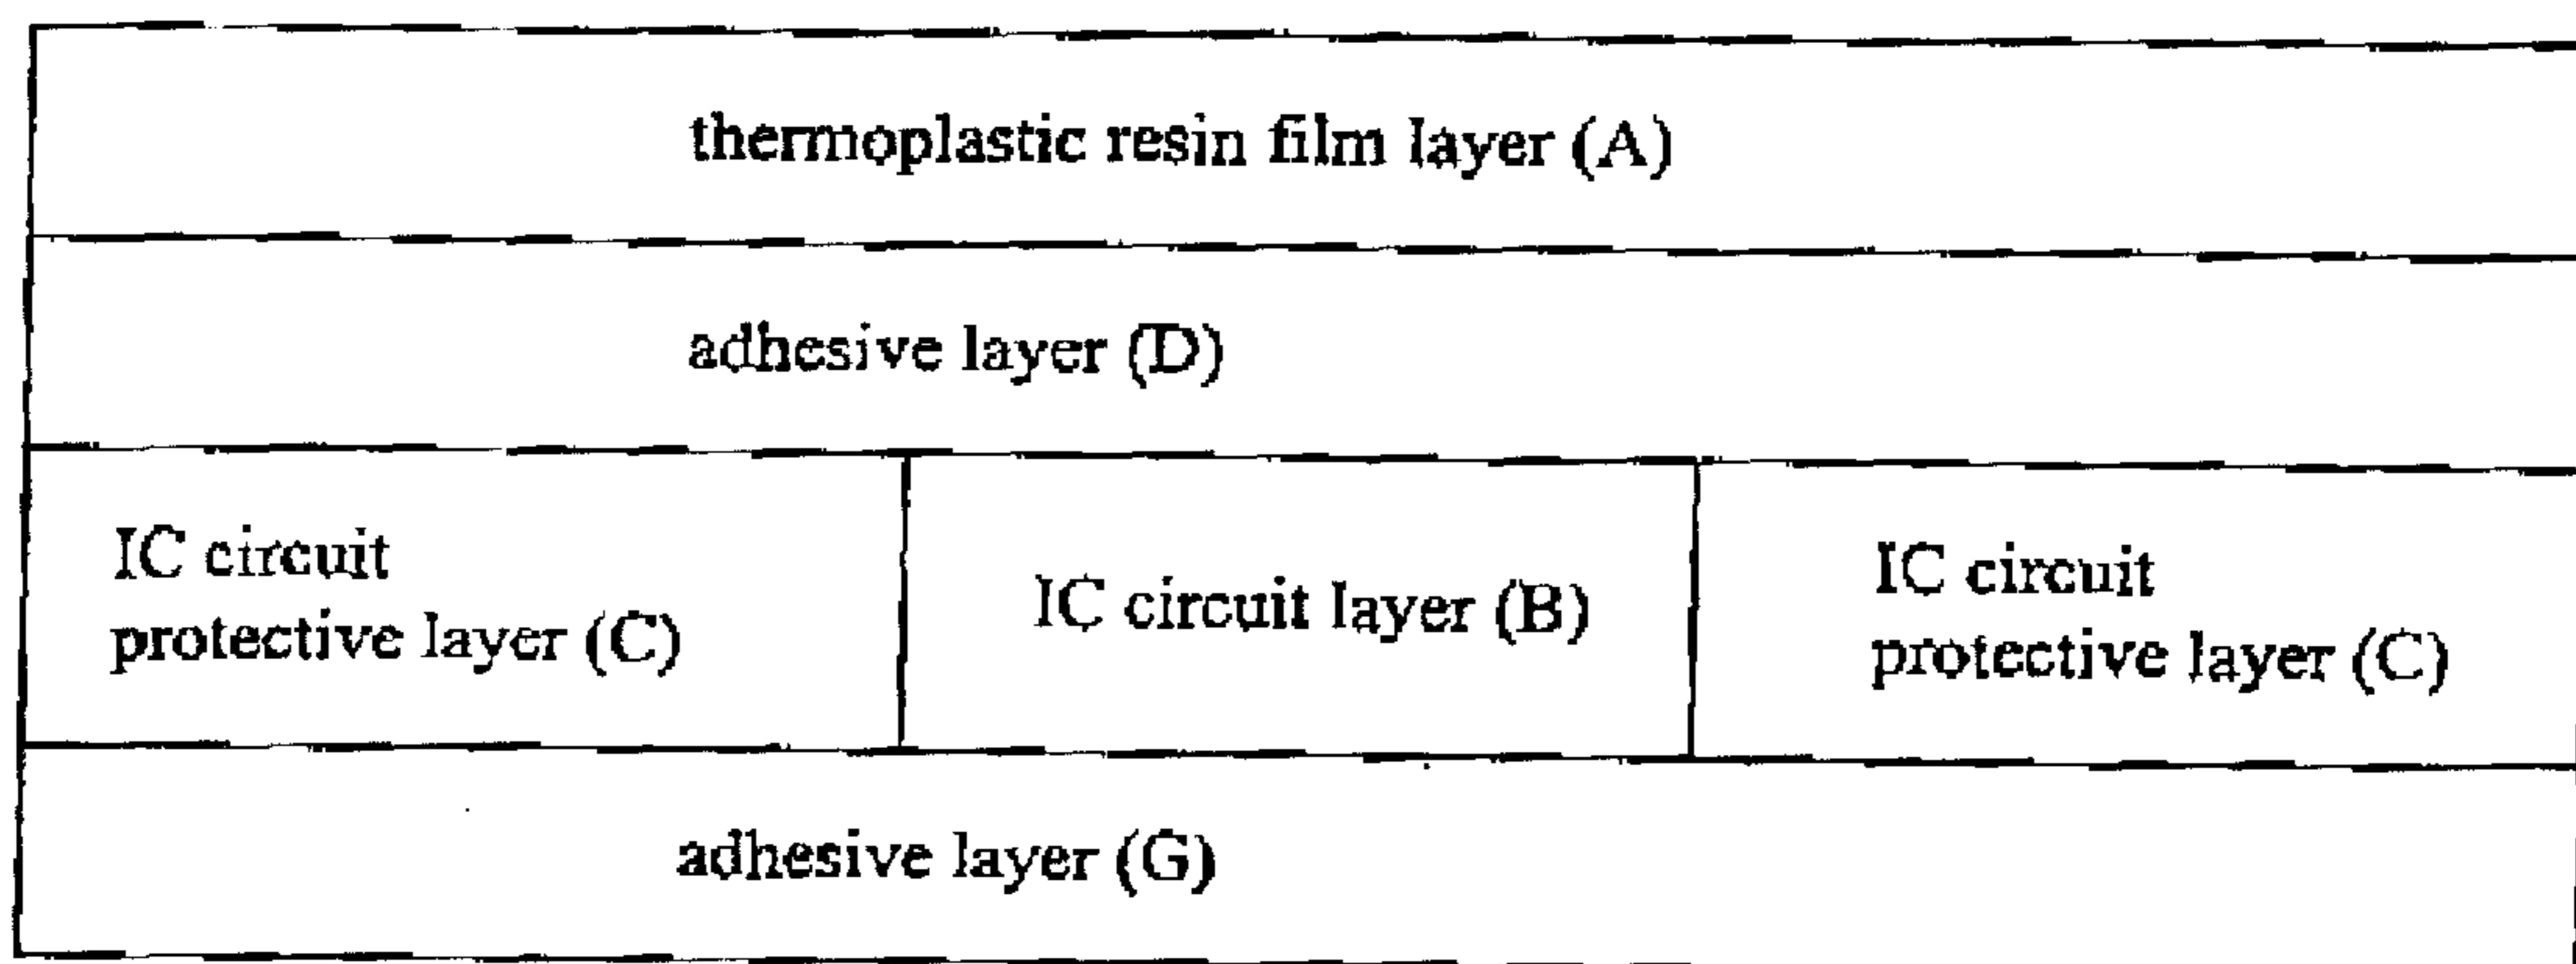 thermoplastic resin film layer (A)
adhesive layer (D)
IC circuit
protective layer (C)
IC circuit layer (B)
IC circuit
protective layer (C)
adhesive layer (G)